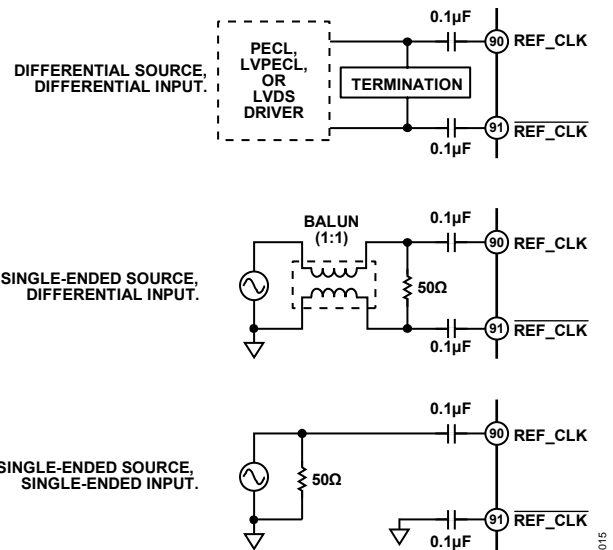 DIFFERENTIAL SOURCE,
DIFFERENTIAL INPUT.
PECL,
LVPECL,
OR
LVDS
DRIVER
TERMINATION
0.1µF
90 REF_CLK
91 REF_CLK
0.1µF
SINGLE-ENDED SOURCE,
DIFFERENTIAL INPUT.
BALUN
(1:1)
50Ω
0.1µF
90 REF_CLK
91 REF_CLK
0.1µF
SINGLE-ENDED SOURCE,
SINGLE-ENDED INPUT.
50Ω
0.1µF
90 REF_CLK
91 REF_CLK
0.1µF
015